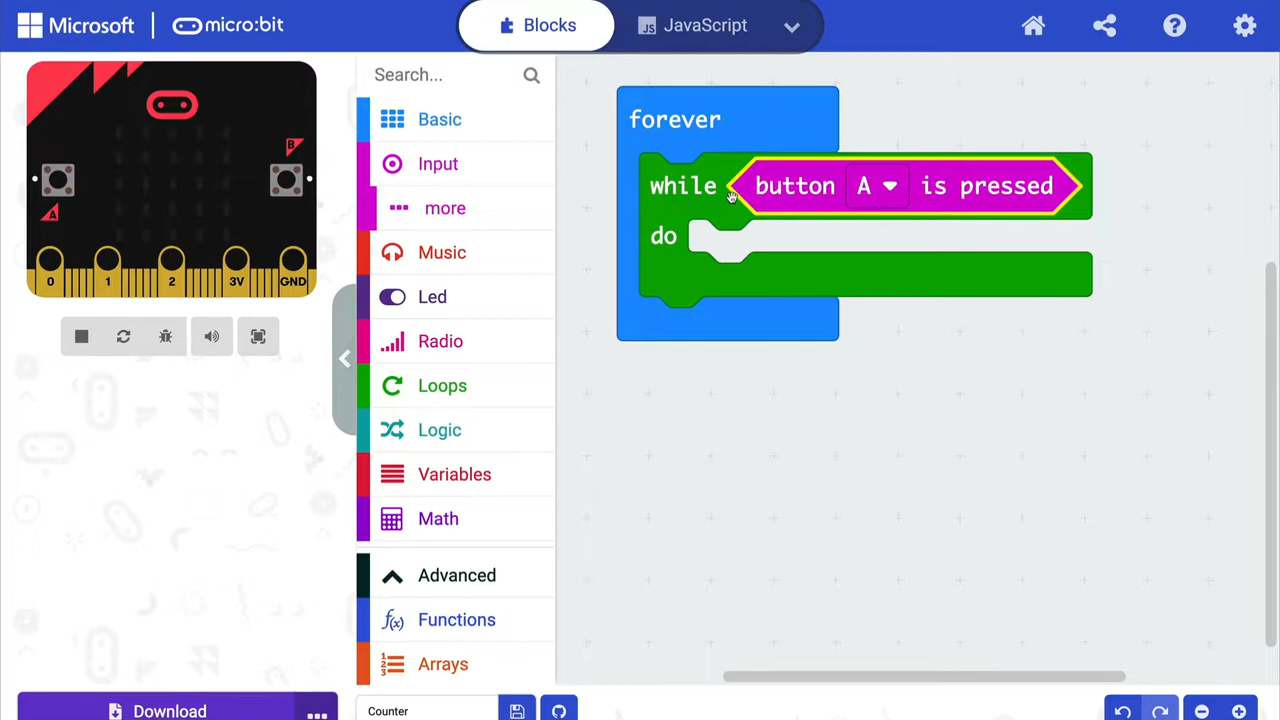 Microsoft
micro:bit
Blocks
JS JavaScript
?
B
A
0 1 2 3V GND
Search...
Basic
Input
more
Music
Led
Radio
Loops
Logic
Variables
Math
Advanced
f(x) Functions
Arrays
forever
while button A is pressed
do
Download ...
Counter